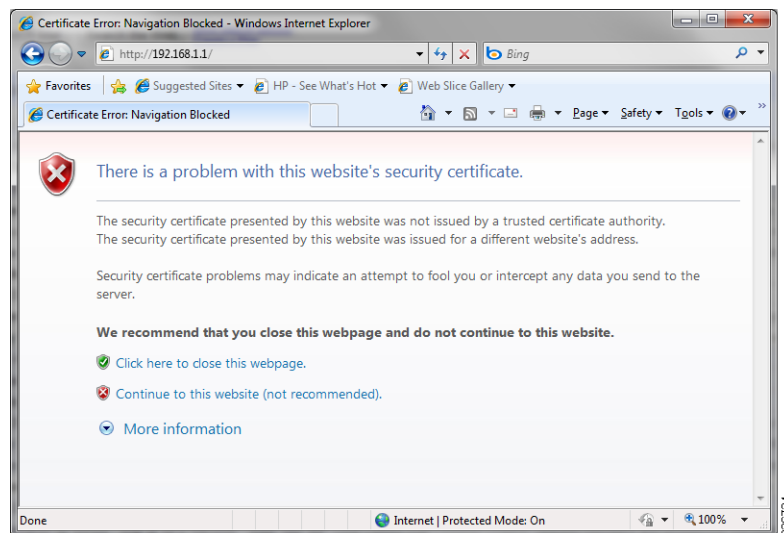 Certificate Error: Navigation Blocked - Windows Internet Explorer
http://192.168.1.1/
Bing
Favorites
Suggested Sites
HP - See What's Hot
Web Slice Gallery
Certificate Error: Navigation Blocked
Page
Safety
Tools
There is a problem with this website's security certificate.
The security certificate presented by this website was not issued by a trusted certificate authority.
The security certificate presented by this website was issued for a different website's address.
Security certificate problems may indicate an attempt to fool you or intercept any data you send to the
server.
We recommend that you close this webpage and do not continue to this website.
Click here to close this webpage.
Continue to this website (not recommended).
More information
Done
Internet | Protected Mode: On
100%